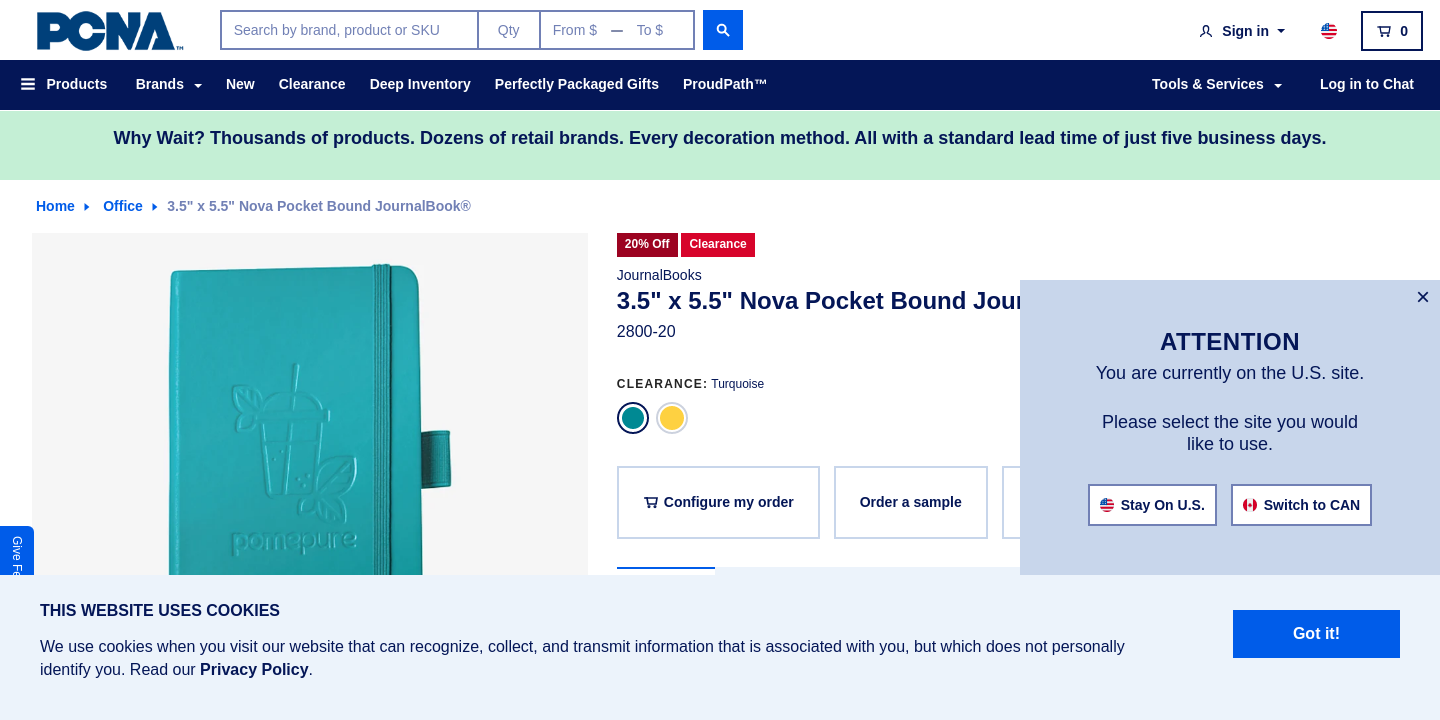 PCNA™
Search by brand, product or SKU
Qty
From $ — To $
Sign in
0
Products
Brands
New
Clearance
Deep Inventory
Perfectly Packaged Gifts
ProudPath™
Tools & Services
Log in to Chat
Why Wait? Thousands of products. Dozens of retail brands. Every decoration method. All with a standard lead time of just five business days.
Home
Office
3.5" x 5.5" Nova Pocket Bound JournalBook®
pomepure
20% Off
Clearance
JournalBooks
3.5" x 5.5" Nova Pocket Bound
2800-20
CLEARANCE: Turquoise
Configure my order
Order a sample
×
ATTENTION
You are currently on the U.S. site.
Please select the site you would
like to use.
Stay On U.S.
Switch to CAN
Give
THIS WEBSITE USES COOKIES
We use cookies when you visit our website that can recognize, collect, and transmit information that is associated with you, but which does not personally
identify you. Read our Privacy Policy.
Got it!